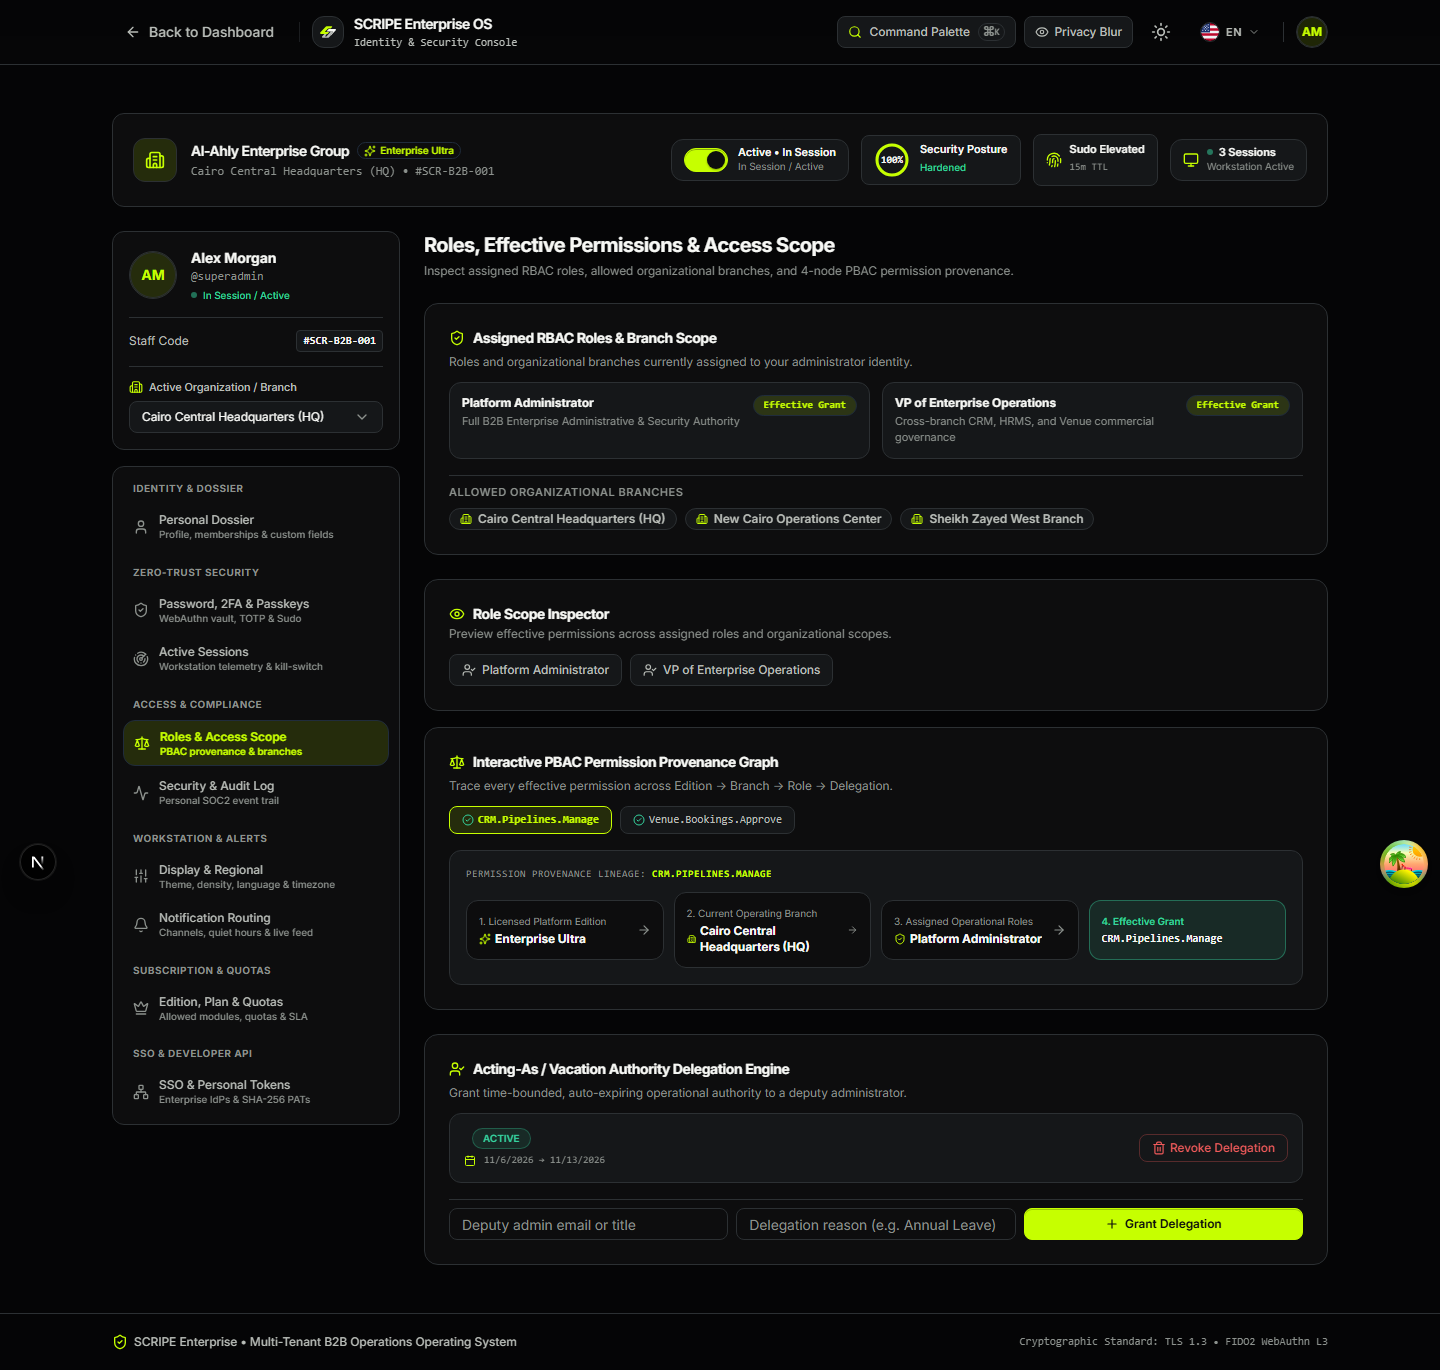 Back to Dashboard
SCRIPE Enterprise OS
Identity & Security Console
Command Palette ⌘K
Privacy Blur
EN
AM
Al-Ahly Enterprise Group
Enterprise Ultra
Cairo Central Headquarters (HQ) • #SCR-B2B-001
Active • In Session
In Session / Active
100%
Security Posture
Hardened
Sudo Elevated
15m TTL
3 Sessions
Workstation Active
AM
Alex Morgan
@superadmin
In Session / Active
Staff Code
#SCR-B2B-001
Active Organization / Branch
Cairo Central Headquarters (HQ)
IDENTITY & DOSSIER
Personal Dossier
Profile, memberships & custom fields
ZERO-TRUST SECURITY
Password, 2FA & Passkeys
WebAuthn vault, TOTP & Sudo
Active Sessions
Workstation telemetry & kill-switch
ACCESS & COMPLIANCE
Roles & Access Scope
PBAC provenance & branches
Security & Audit Log
Personal SOC2 event trail
WORKSTATION & ALERTS
Display & Regional
Theme, density, language & timezone
Notification Routing
Channels, quiet hours & live feed
SUBSCRIPTION & QUOTAS
Edition, Plan & Quotas
Allowed modules, quotas & SLA
SSO & DEVELOPER API
SSO & Personal Tokens
Enterprise IdPs & SHA-256 PATs
Roles, Effective Permissions & Access Scope
Inspect assigned RBAC roles, allowed organizational branches, and 4-node PBAC permission provenance.
Assigned RBAC Roles & Branch Scope
Roles and organizational branches currently assigned to your administrator identity.
Platform Administrator
Effective Grant
Full B2B Enterprise Administrative & Security Authority
VP of Enterprise Operations
Effective Grant
Cross-branch CRM, HRMS, and Venue commercial
governance
ALLOWED ORGANIZATIONAL BRANCHES
Cairo Central Headquarters (HQ)
New Cairo Operations Center
Sheikh Zayed West Branch
Role Scope Inspector
Preview effective permissions across assigned roles and organizational scopes.
Platform Administrator
VP of Enterprise Operations
Interactive PBAC Permission Provenance Graph
Trace every effective permission across Edition → Branch → Role → Delegation.
CRM.Pipelines.Manage
Venue.Bookings.Approve
PERMISSION PROVENANCE LINEAGE: CRM.PIPELINES.MANAGE
1. Licensed Platform Edition
Enterprise Ultra
2. Current Operating Branch
Cairo Central
Headquarters (HQ)
3. Assigned Operational Roles
Platform Administrator
4. Effective Grant
CRM.Pipelines.Manage
Acting-As / Vacation Authority Delegation Engine
Grant time-bounded, auto-expiring operational authority to a deputy administrator.
ACTIVE
11/6/2026 → 11/13/2026
Revoke Delegation
Deputy admin email or title
Delegation reason (e.g. Annual Leave)
Grant Delegation
N
SCRIPE Enterprise • Multi-Tenant B2B Operations Operating System
Cryptographic Standard: TLS 1.3 • FIDO2 WebAuthn L3